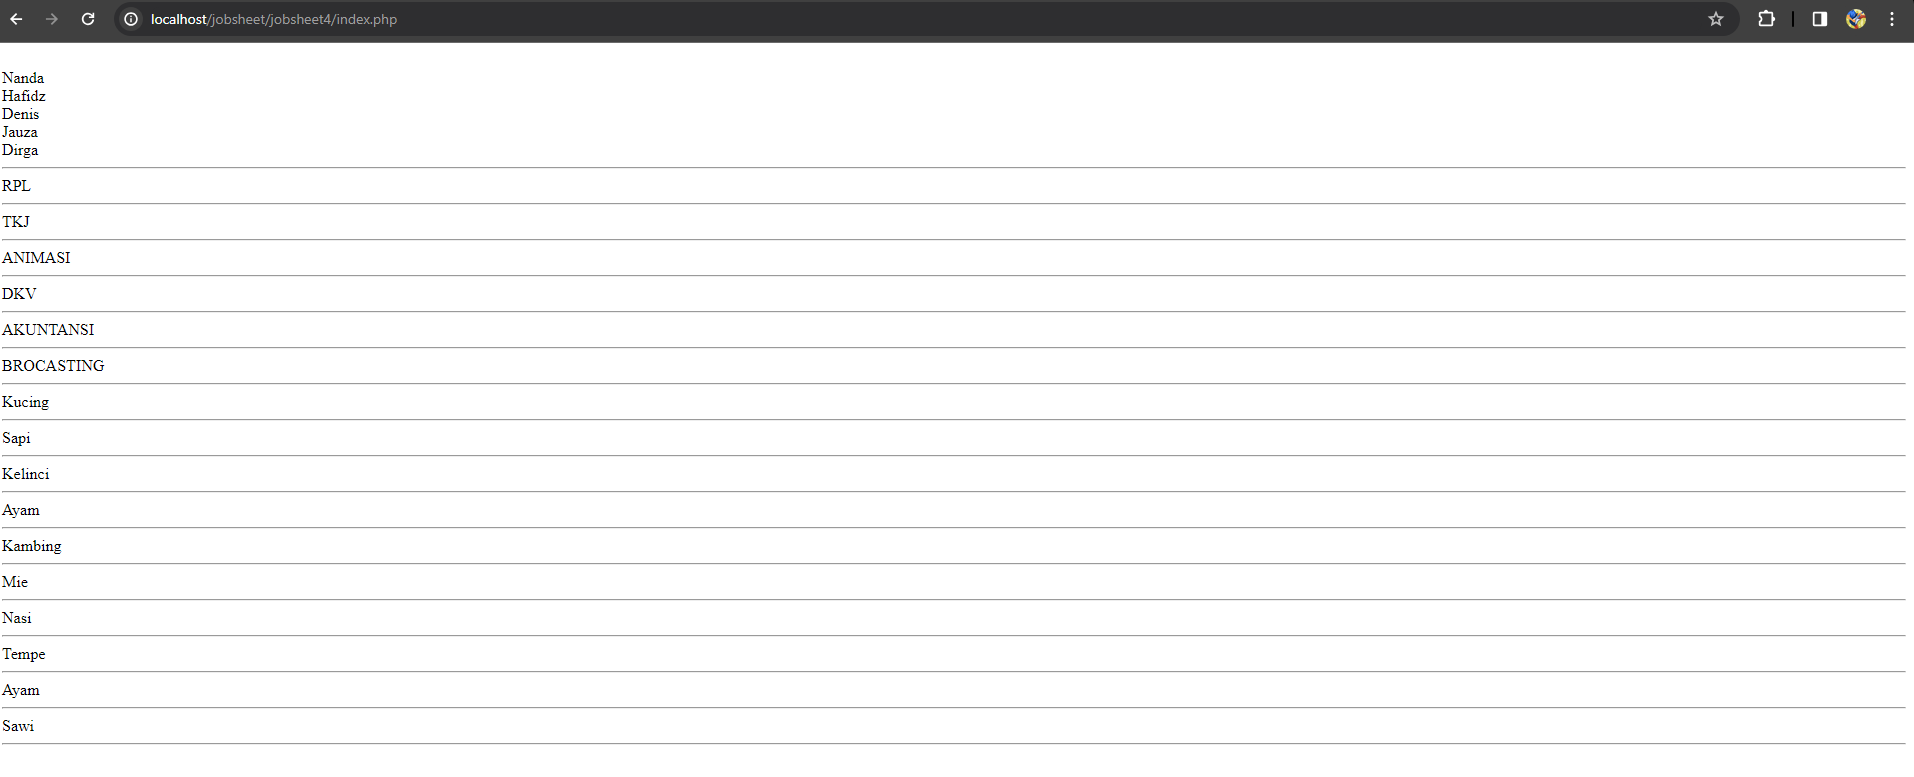 localhost/jobsheet/jobsheet4/index.php
Nanda
Hafidz
Denis
Jauza
Dirga
RPL
TKJ
ANIMASI
DKV
AKUNTANSI
BROCASTING
Kucing
Sapi
Kelinci
Ayam
Kambing
Mie
Nasi
Tempe
Ayam
Sawi